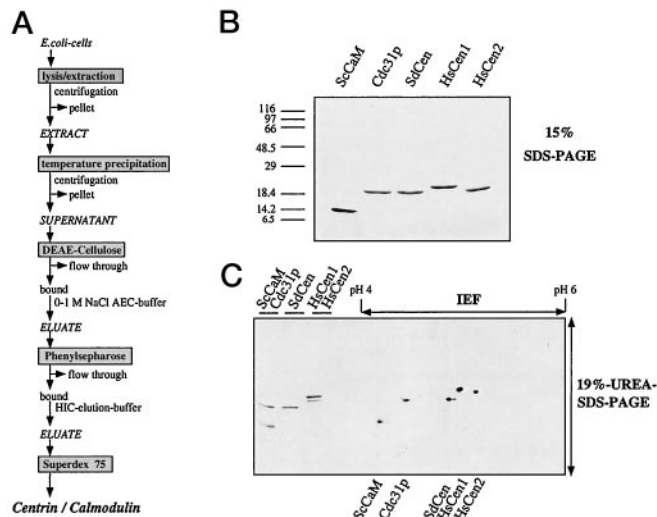 A
E.coli-cells
lysis/extraction
centrifugation
pellet
EXTRACT
temperature precipitation
centrifugation
pellet
SUPERNATANT
DEAE-Cellulose
flow through
bound
0-1 M NaCl AEC-buffer
ELUATE
Phenylsepharose
flow through
bound
HIC-elution-buffer
ELUATE
Superdex 75
Centrin / Calmodulin
B
ScCaM
Cdc31p
SdCen
HsCen1
HsCen2
116
97
66
48.5
29
18.4
14.2
6.5
15%
SDS-PAGE
C
ScCaM
Cdc31p
SdCen
HsCen1
HsCen2
pH 4
IEF
pH 6
19%-UREA-
SDS-PAGE
ScCaM
Cdc31p
SdCen
HsCen1
HsCen2